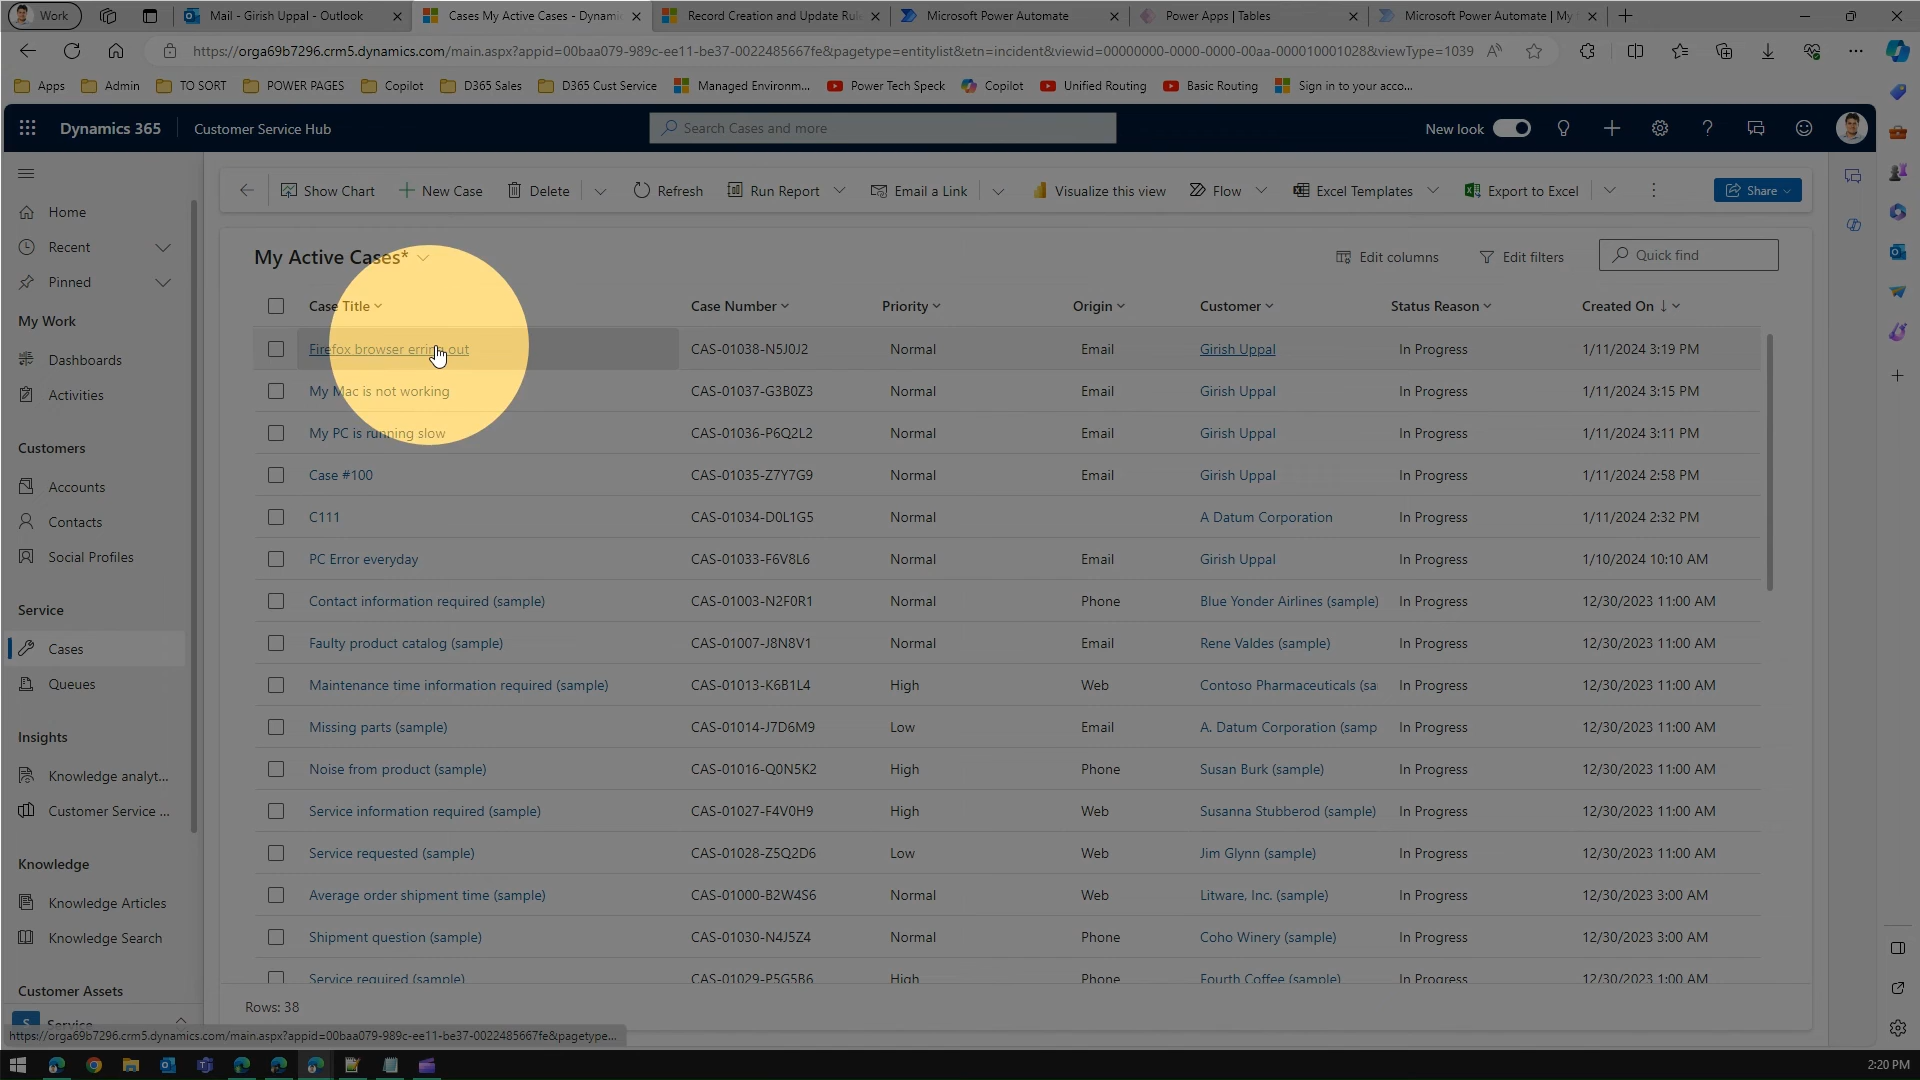 Work
Mail - Girish Uppal - Outlook
Cases My Active Cases - Dynamic
Record Creation and Update Rule
Microsoft Power Automate
Power Apps | Tables
Microsoft Power Automate | My
https://orga69b7296.crm5.dynamics.com/main.aspx?appid=00baa079-989c-ee11-be37-0022485667fe&pagetype=entitylist&etn=incident&viewid=00000000-0000-0000-00aa-000010001028&viewType=1039
Apps
Admin
TO SORT
POWER PAGES
Copilot
D365 Sales
D365 Cust Service
Managed Environm...
Power Tech Speck
Copilot
Unified Routing
Basic Routing
Sign in to your acco...
Dynamics 365
Customer Service Hub
Search Cases and more
New look
Show Chart
New Case
Delete
Refresh
Run Report
Email a Link
Visualize this view
Flow
Excel Templates
Export to Excel
Share
Home
Recent
Pinned
My Work
Dashboards
Activities
Customers
Accounts
Contacts
Social Profiles
Service
Cases
Queues
Insights
Knowledge analyt...
Customer Service ...
Knowledge
Knowledge Articles
Knowledge Search
Customer Assets
S Service
My Active Cases*
Edit columns
Edit filters
Quick find
Case Title Case Number Priority Origin Customer Status Reason Created On
Firefox browser erring out CAS-01038-N5J0J2 Normal Email Girish Uppal In Progress 1/11/2024 3:19 PM
My Mac is not working CAS-01037-G3B0Z3 Normal Email Girish Uppal In Progress 1/11/2024 3:15 PM
My PC is running slow CAS-01036-P6Q2L2 Normal Email Girish Uppal In Progress 1/11/2024 3:11 PM
Case #100 CAS-01035-Z7Y7G9 Normal Email Girish Uppal In Progress 1/11/2024 2:58 PM
C111 CAS-01034-D0L1G5 Normal A Datum Corporation In Progress 1/11/2024 2:32 PM
PC Error everyday CAS-01033-F6V8L6 Normal Email Girish Uppal In Progress 1/10/2024 10:10 AM
Contact information required (sample) CAS-01003-N2F0R1 Normal Phone Blue Yonder Airlines (sample) In Progress 12/30/2023 11:00 AM
Faulty product catalog (sample) CAS-01007-J8N8V1 Normal Email Rene Valdes (sample) In Progress 12/30/2023 11:00 AM
Maintenance time information required (sample) CAS-01013-K6B1L4 High Web Contoso Pharmaceuticals (sa In Progress 12/30/2023 11:00 AM
Missing parts (sample) CAS-01014-J7D6M9 Low Email A. Datum Corporation (samp In Progress 12/30/2023 11:00 AM
Noise from product (sample) CAS-01016-Q0N5K2 High Phone Susan Burk (sample) In Progress 12/30/2023 11:00 AM
Service information required (sample) CAS-01027-F4V0H9 High Web Susanna Stubberod (sample) In Progress 12/30/2023 11:00 AM
Service requested (sample) CAS-01028-Z5Q2D6 Low Web Jim Glynn (sample) In Progress 12/30/2023 11:00 AM
Average order shipment time (sample) CAS-01000-B2W4S6 Normal Web Litware, Inc. (sample) In Progress 12/30/2023 3:00 AM
Shipment question (sample) CAS-01030-N4J5Z4 Normal Phone Coho Winery (sample) In Progress 12/30/2023 3:00 AM
Service required (sample) CAS-01029-P5G5B6 High Phone Fourth Coffee (sample) In Progress 12/30/2023 1:00 AM
Rows: 38
https://orga69b7296.crm5.dynamics.com/main.aspx?appid=00baa079-989c-ee11-be37-0022485667fe&pagetype...
2:20 PM